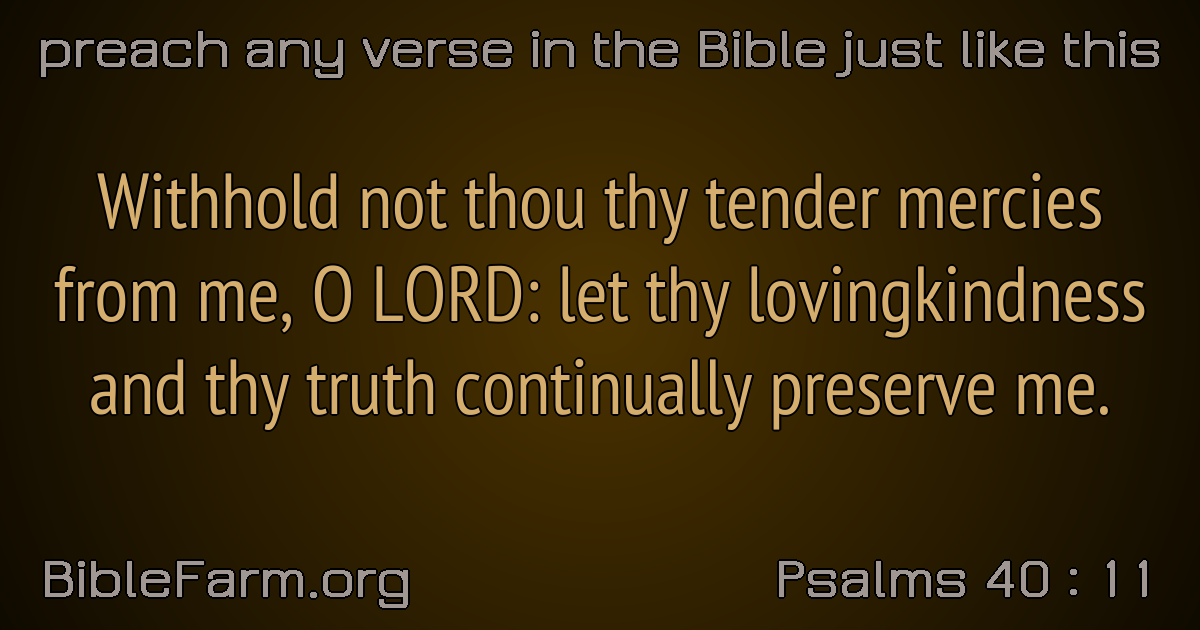 preach any verse in the Bible just like this
Withhold not thou thy tender mercies
from me, O LORD: let thy lovingkindness
and thy truth continually preserve me.
BibleFarm.org
Psalms 40 : 11